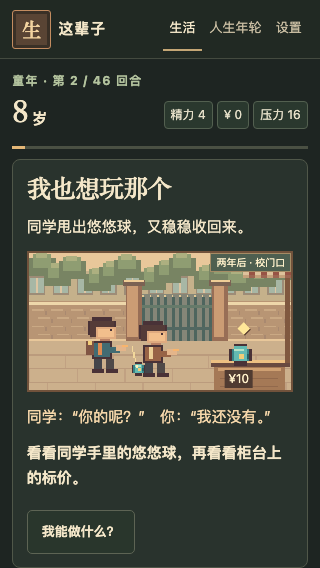 生
这辈子
生活
人生年轮
设置
童年 · 第 2 / 46 回合
8 岁
精力 4
¥ 0
压力 16
我也想玩那个
同学甩出悠悠球，又稳稳收回来。
两年后 · 校门口
¥10
同学：“你的呢？” 你：“我还没有。”
看看同学手里的悠悠球，再看看柜台上
的标价。
我能做什么？